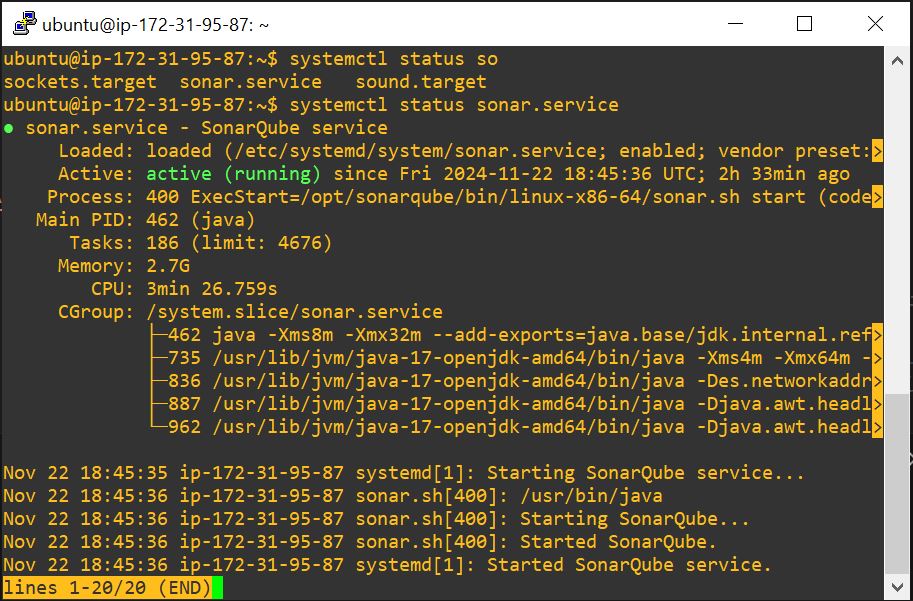 ubuntu@ip-172-31-95-87: ~
ubuntu@ip-172-31-95-87:~$ systemctl status so
sockets.target  sonar.service   sound.target
ubuntu@ip-172-31-95-87:~$ systemctl status sonar.service
● sonar.service - SonarQube service
     Loaded: loaded (/etc/systemd/system/sonar.service; enabled; vendor preset:>
     Active: active (running) since Fri 2024-11-22 18:45:36 UTC; 2h 33min ago
    Process: 400 ExecStart=/opt/sonarqube/bin/linux-x86-64/sonar.sh start (code>
   Main PID: 462 (java)
      Tasks: 186 (limit: 4676)
     Memory: 2.7G
        CPU: 3min 26.759s
     CGroup: /system.slice/sonar.service
             ├─462 java -Xms8m -Xmx32m --add-exports=java.base/jdk.internal.ref>
             ├─735 /usr/lib/jvm/java-17-openjdk-amd64/bin/java -Xms4m -Xmx64m ->
             ├─836 /usr/lib/jvm/java-17-openjdk-amd64/bin/java -Des.networkaddr>
             ├─887 /usr/lib/jvm/java-17-openjdk-amd64/bin/java -Djava.awt.headl>
             └─962 /usr/lib/jvm/java-17-openjdk-amd64/bin/java -Djava.awt.headl>
Nov 22 18:45:35 ip-172-31-95-87 systemd[1]: Starting SonarQube service...
Nov 22 18:45:36 ip-172-31-95-87 sonar.sh[400]: /usr/bin/java
Nov 22 18:45:36 ip-172-31-95-87 sonar.sh[400]: Starting SonarQube...
Nov 22 18:45:36 ip-172-31-95-87 sonar.sh[400]: Started SonarQube.
Nov 22 18:45:36 ip-172-31-95-87 systemd[1]: Started SonarQube service.
lines 1-20/20 (END)